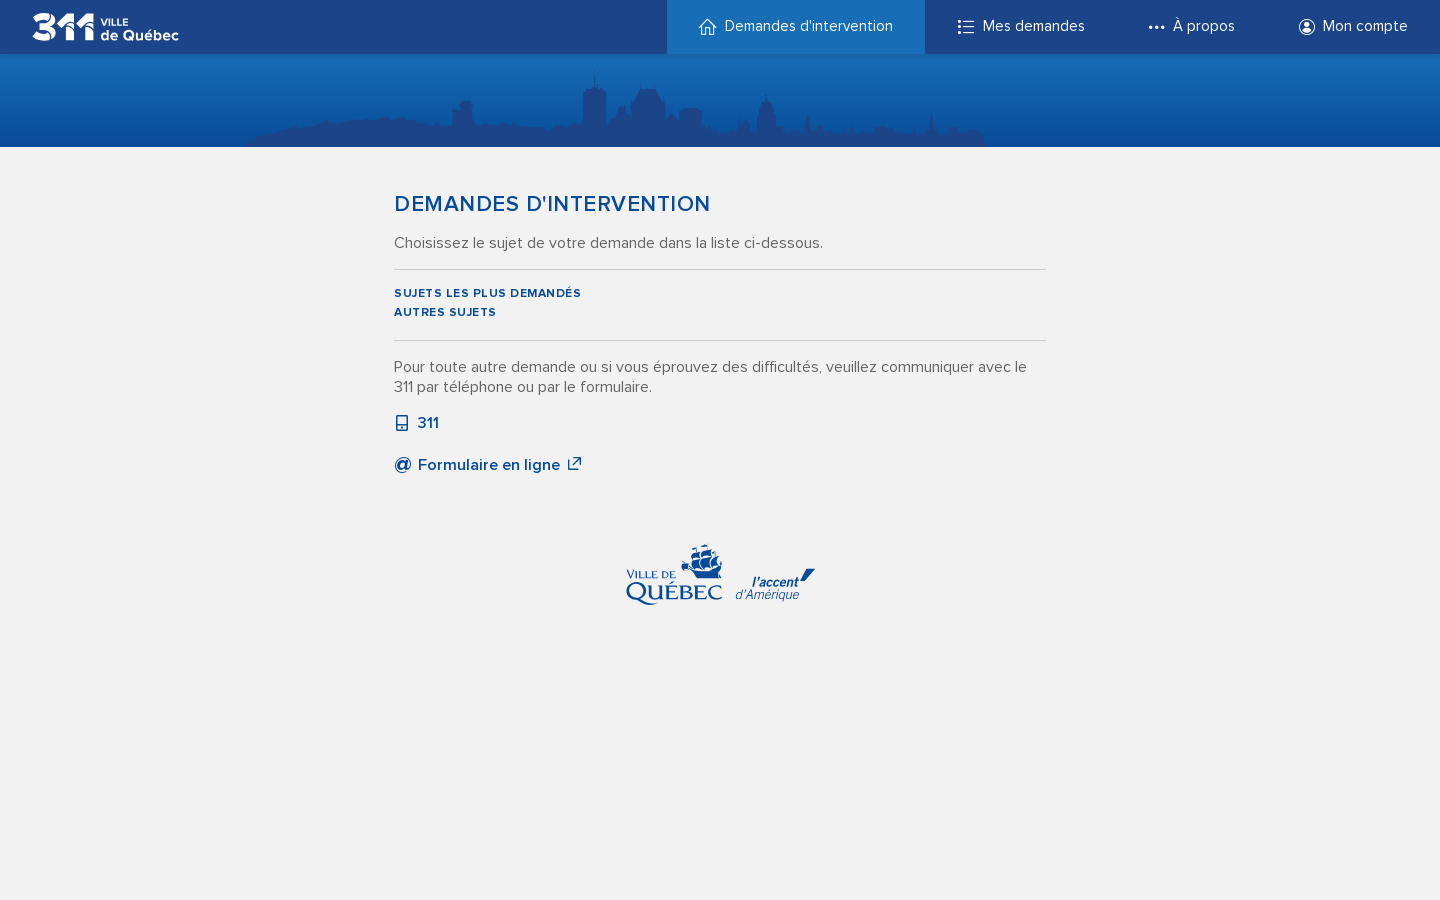 311 VILLE
de Québec
Demandes d'intervention
Mes demandes
À propos
Mon compte
DEMANDES D'INTERVENTION
Choisissez le sujet de votre demande dans la liste ci-dessous.
SUJETS LES PLUS DEMANDÉS
AUTRES SUJETS
Pour toute autre demande ou si vous éprouvez des difficultés, veuillez communiquer avec le
311 par téléphone ou par le formulaire.
311
Formulaire en ligne
VILLE DE
QUÉBEC
l'accent
d'Amérique